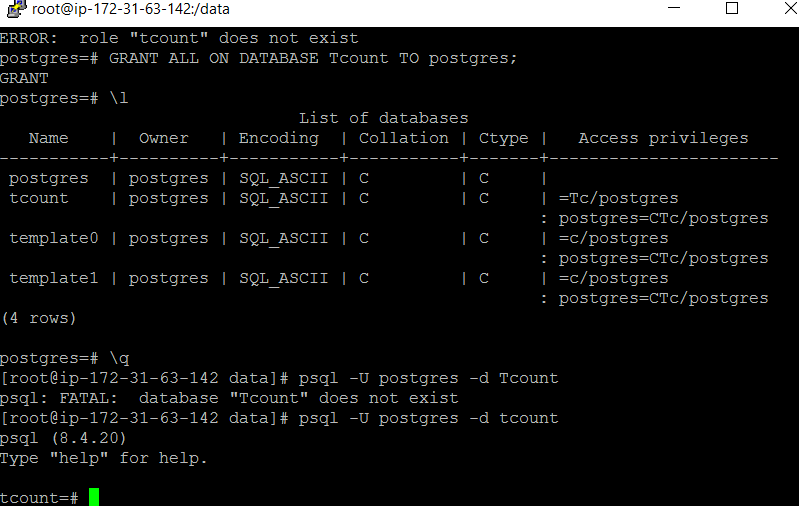 root@ip-172-31-63-142:/data
ERROR:  role "tcount" does not exist
postgres=# GRANT ALL ON DATABASE Tcount TO postgres;
GRANT
postgres=# \l
                              List of databases
   Name    |  Owner   | Encoding  | Collation | Ctype |   Access privileges
-----------+----------+-----------+-----------+-------+-----------------------
 postgres  | postgres | SQL_ASCII | C         | C     |
 tcount    | postgres | SQL_ASCII | C         | C     | =Tc/postgres
                                                      : postgres=CTc/postgres
 template0 | postgres | SQL_ASCII | C         | C     | =c/postgres
                                                      : postgres=CTc/postgres
 template1 | postgres | SQL_ASCII | C         | C     | =c/postgres
                                                      : postgres=CTc/postgres
(4 rows)
postgres=# \q
[root@ip-172-31-63-142 data]# psql -U postgres -d Tcount
psql: FATAL:  database "Tcount" does not exist
[root@ip-172-31-63-142 data]# psql -U postgres -d tcount
psql (8.4.20)
Type "help" for help.
tcount=#